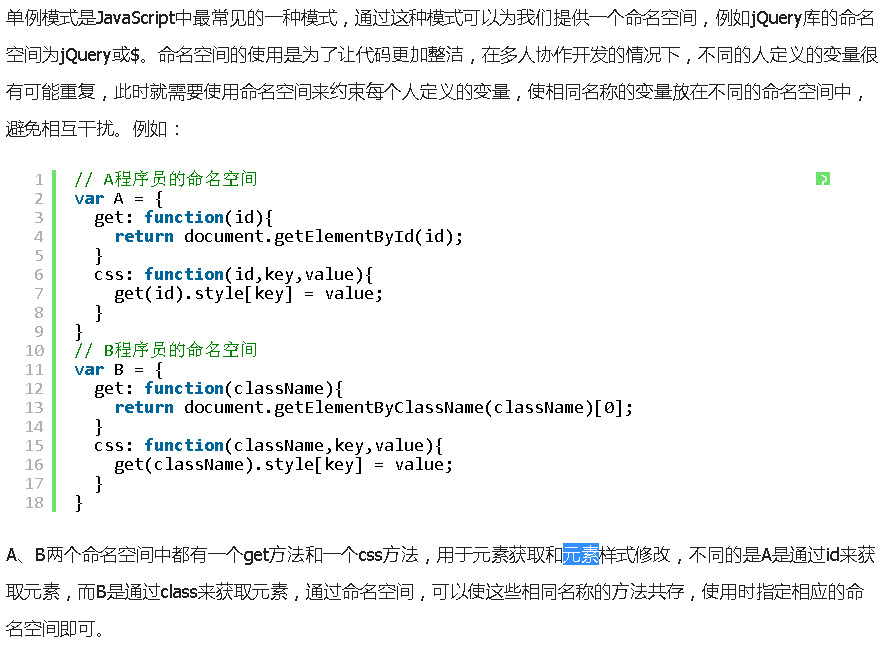 单例模式是JavaScript中最常见的一种模式，通过这种模式可以为我们提供一个命名空间，例如jQuery库的命名
空间为jQuery或$。命名空间的使用是为了让代码更加整洁，在多人协作开发的情况下，不同的人定义的变量很
有可能重复，此时就需要使用命名空间来约束每个人定义的变量，使相同名称的变量放在不同的命名空间中，
避免相互干扰。例如：
1 // A程序员的命名空间
2 var A = {
3 get: function(id){
4 return document.getElementById(id);
5 }
6 css: function(id,key,value){
7 get(id).style[key] = value;
8 }
9 }
10 // B程序员的命名空间
11 var B = {
12 get: function(className){
13 return document.getElementByClassName(className)[0];
14 }
15 css: function(className,key,value){
16 get(className).style[key] = value;
17 }
18 }
A、B两个命名空间中都有一个get方法和一个css方法，用于元素获取和元素样式修改，不同的是A是通过id来获
取元素，而B是通过class来获取元素，通过命名空间，可以使这些相同名称的方法共存，使用时指定相应的命
名空间即可。